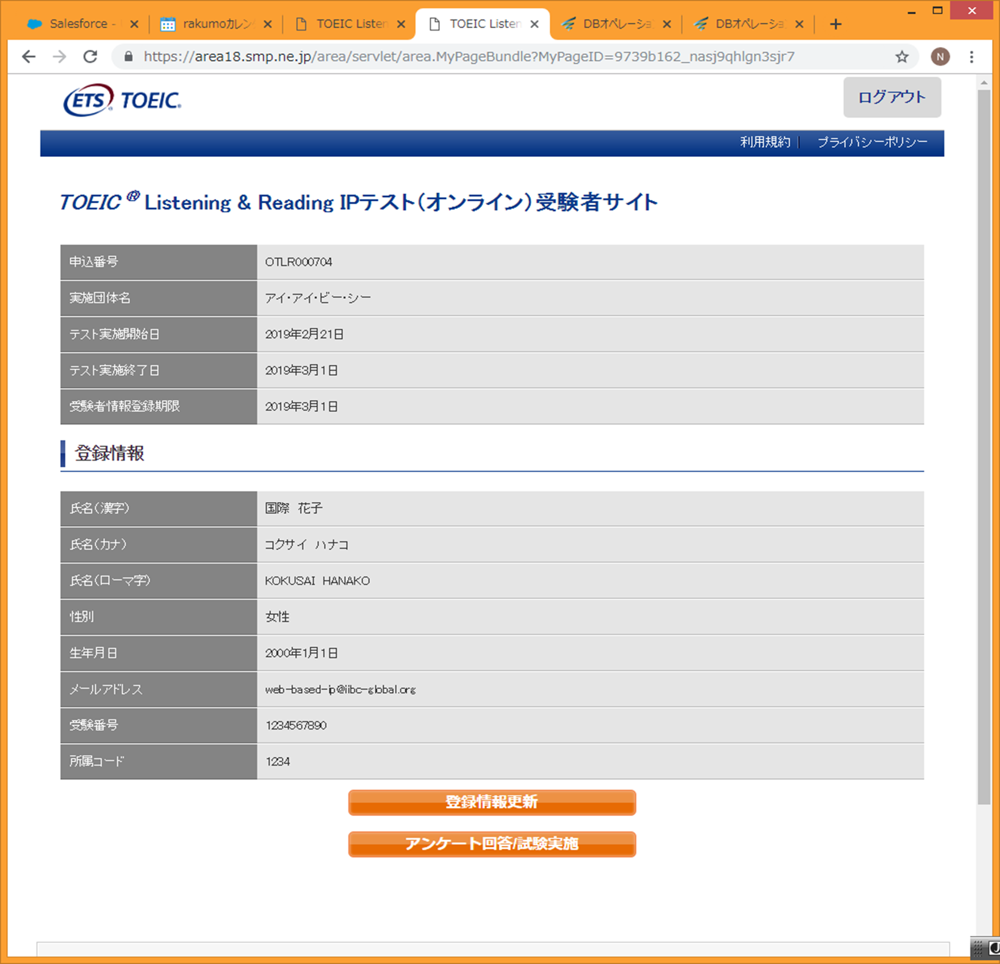 Salesforce -
rakumoカレン
TOEIC Listen
TOEIC Listen
DBオペレーショ
DBオペレーショ
https://area18.smp.ne.jp/area/servlet/area.MyPageBundle?MyPageID=9739b162_nasj9qhlgn3sjr7
N
ETS® TOEIC®
ログアウト
利用規約 | プライバシーポリシー
TOEIC ® Listening & Reading IPテスト（オンライン）受験者サイト
申込番号 OTLR000704
実施団体名 アイ・アイ・ビー・シー
テスト実施開始日 2019年2月21日
テスト実施終了日 2019年3月1日
受験者情報登録期限 2019年3月1日
登録情報
氏名（漢字） 国際 花子
氏名（カナ） コクサイ ハナコ
氏名（ローマ字） KOKUSAI HANAKO
性別 女性
生年月日 2000年1月1日
メールアドレス web-based-ip@iibc-global.org
受験番号 1234567890
所属コード 1234
登録情報更新
アンケート回答/試験実施